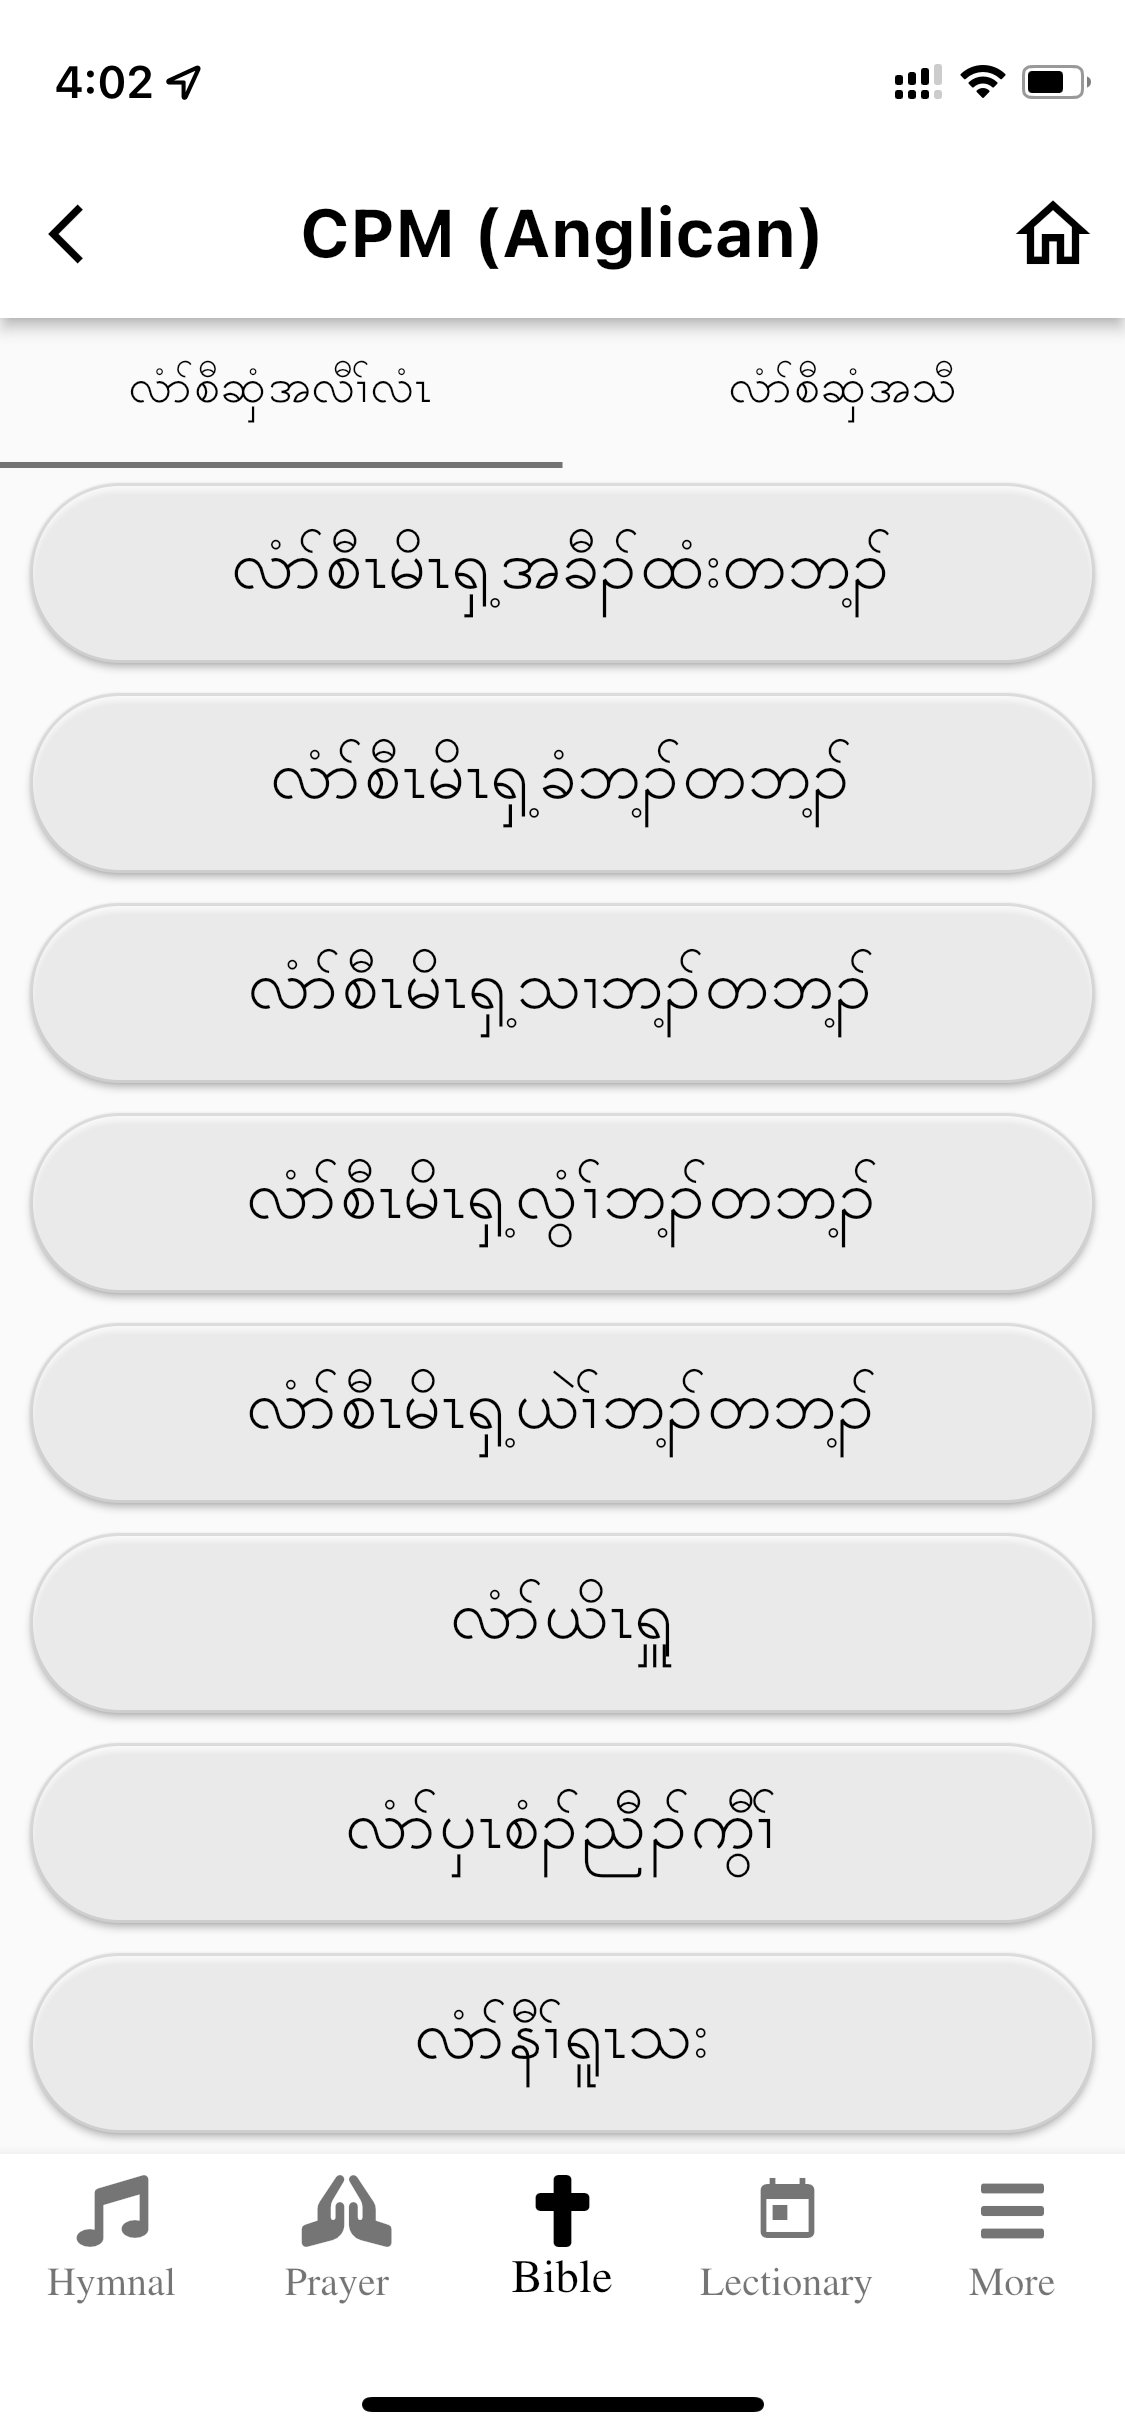 4:02
CPM (Anglican)
လံာ်စီဆှံအလီၢ်လံၤ
လံာ်စီဆှံအသီ
လံာ်စီၤမိၤရှ့အခီၣ်ထံးတဘ့ၣ်
လံာ်စီၤမိၤရှ့ခံဘ့ၣ်တဘ့ၣ်
လံာ်စီၤမိၤရှ့သၢဘ့ၣ်တဘ့ၣ်
လံာ်စီၤမိၤရှ့လွံၢ်ဘ့ၣ်တဘ့ၣ်
လံာ်စီၤမိၤရှ့ယဲၢ်ဘ့ၣ်တဘ့ၣ်
လံာ်ယိၤရှူ
လံာ်ပှၤစံၣ်ညီၣ်ကွီၢ်
လံာ်နီၢ်ရူၤသး
Hymnal
Prayer
Bible
Lectionary
More